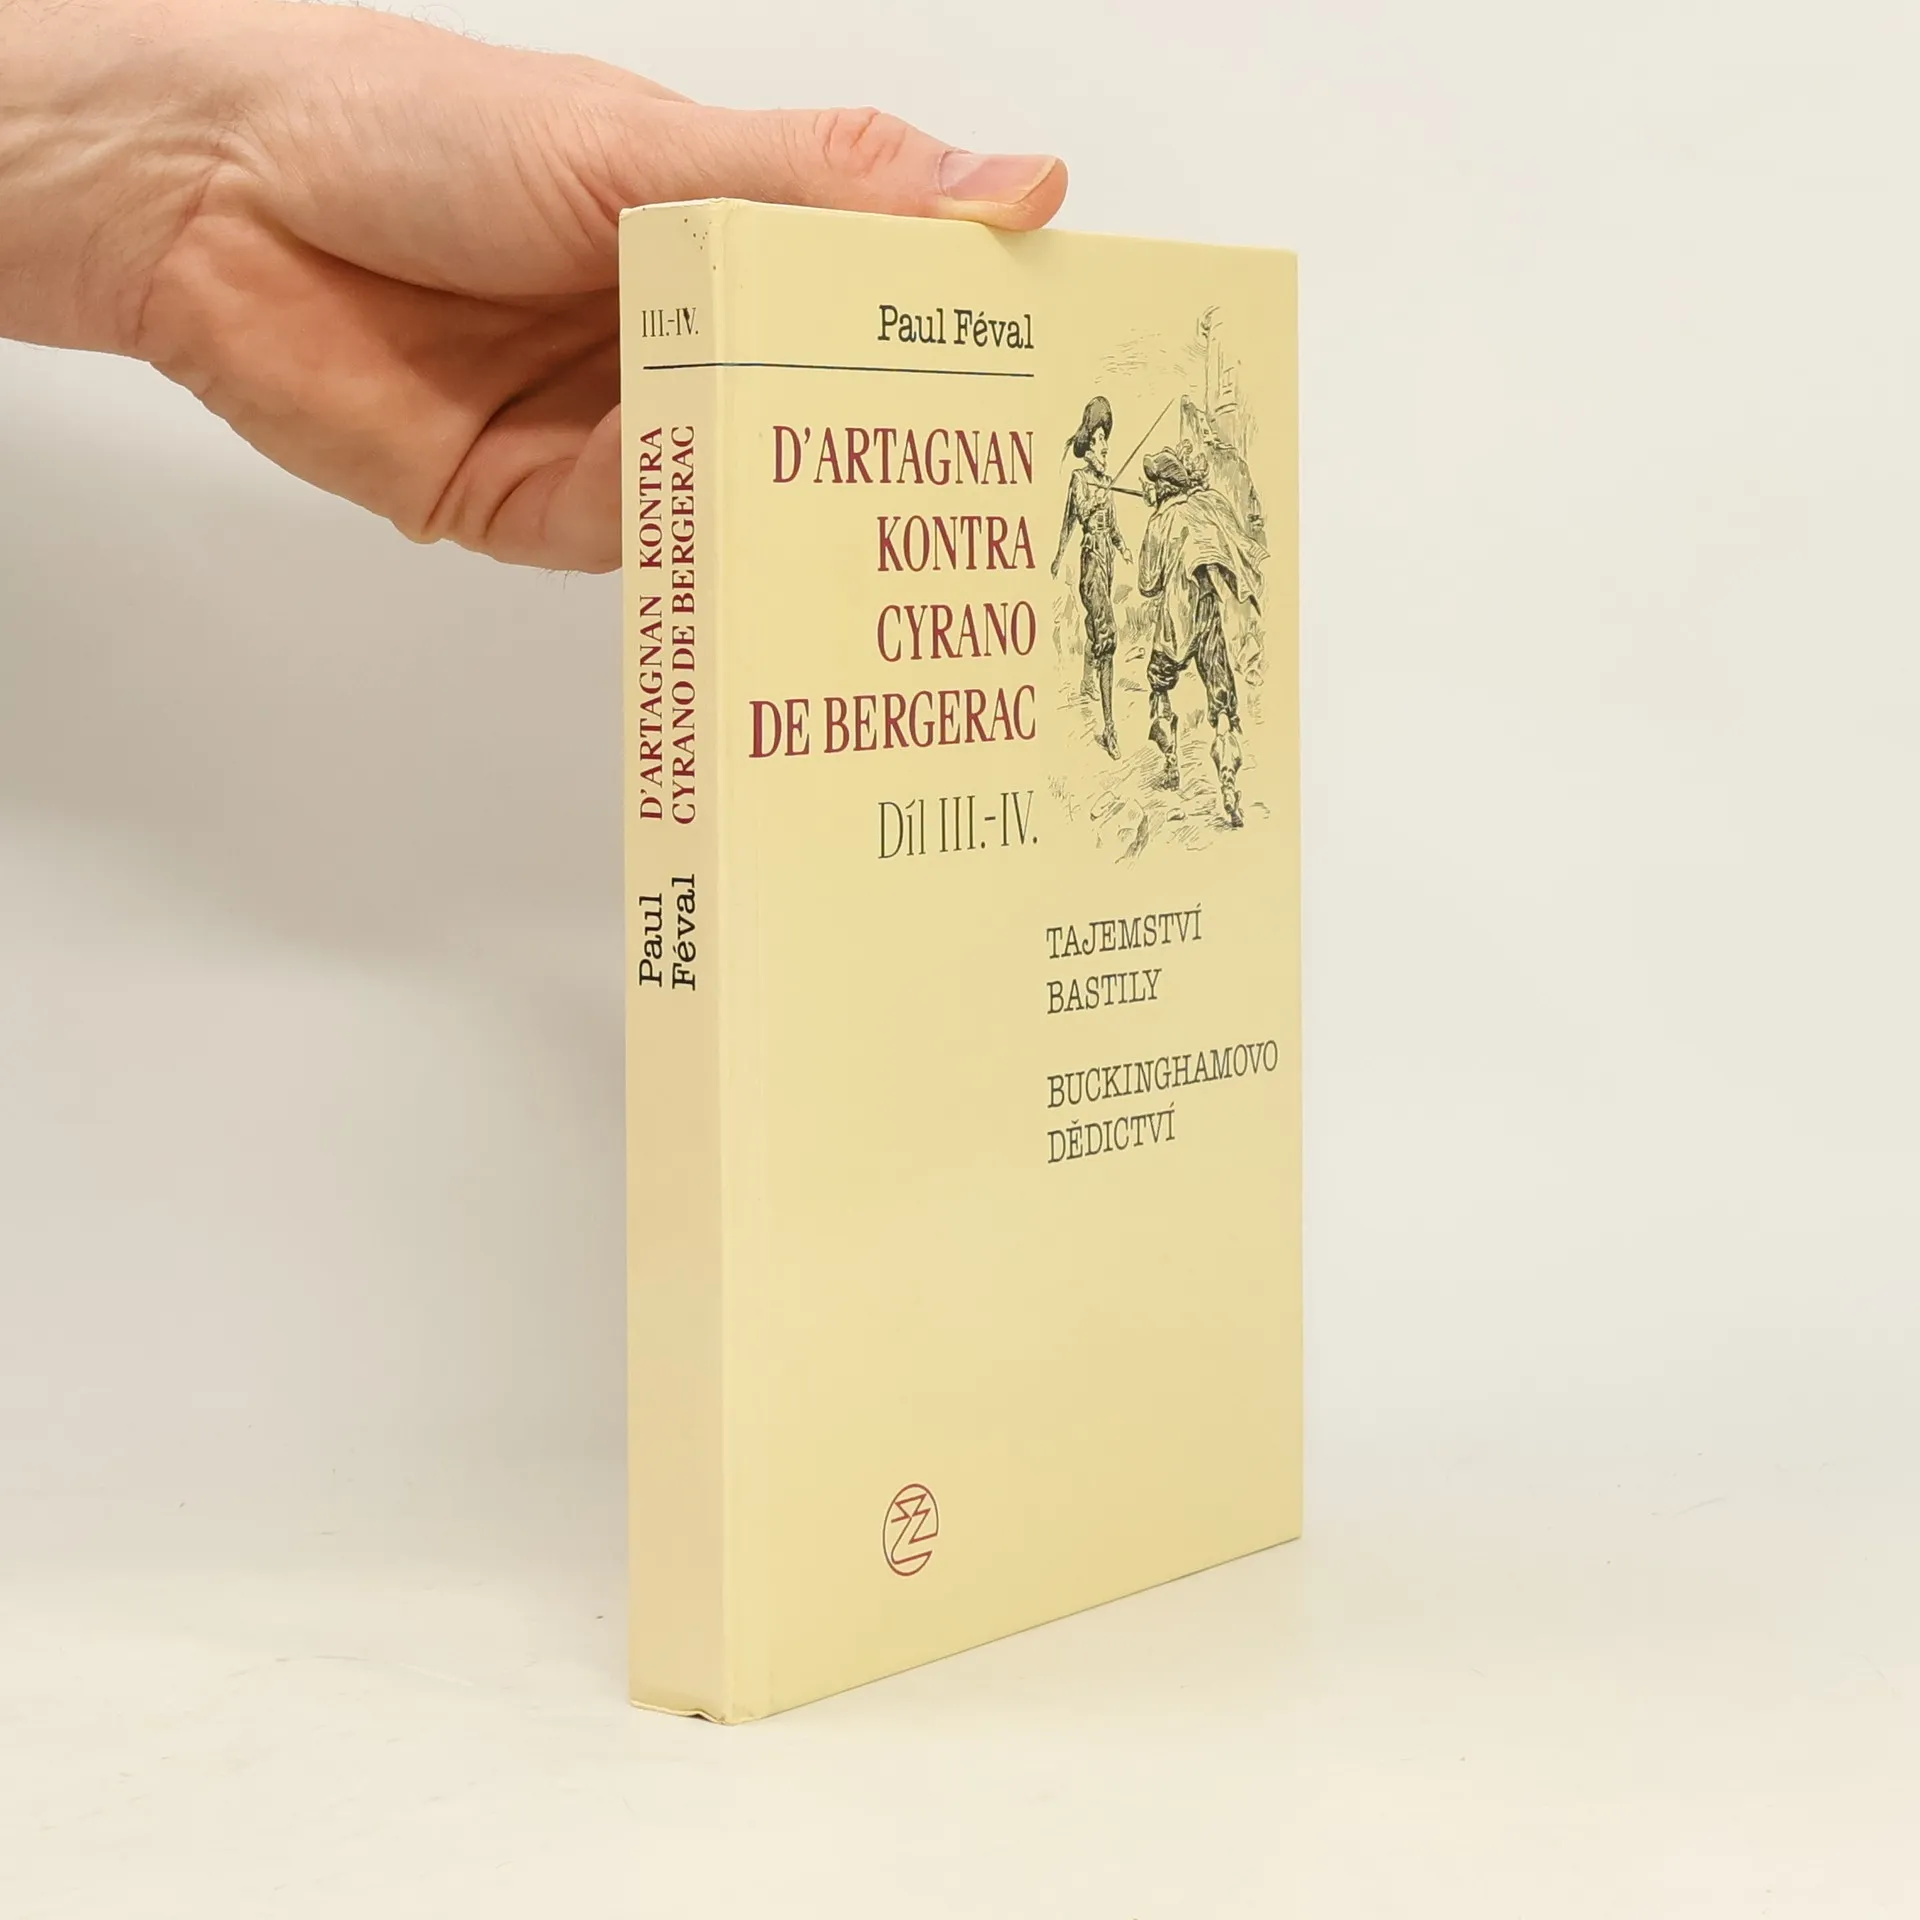 III.-IV.
D'ARTAGNAN KONTRA
CYRANO DE BERGERAC
Paul
Féval
Paul Féval
D'ARTAGNAN
KONTRA
CYRANO
DE BERGERAC
Díl III.-IV.
TAJEMSTVÍ
BASTILY
BUCKINGHAMOVO
DĚDICTVÍ